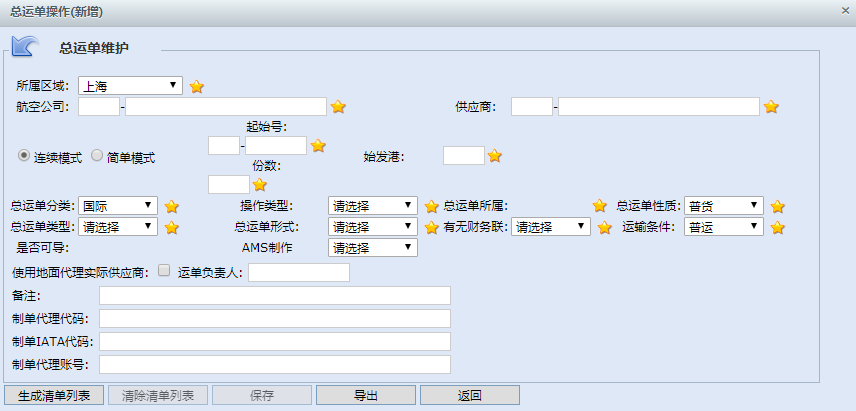 总运单操作(新增)
总运单维护
所属区域: 上海
航空公司: - 供应商: -
起始号:
连续模式 简单模式 - 始发港:
份数:
总运单分类: 国际 操作类型: 请选择 总运单所属: 总运单性质: 普货
总运单类型: 请选择 总运单形式: 请选择 有无财务联: 请选择 运输条件: 普运
是否可导: AMS制作 请选择
使用地面代理实际供应商: 运单负责人:
备注:
制单代理代码:
制单IATA代码:
制单代理账号:
生成清单列表 清除清单列表 保存 导出 返回